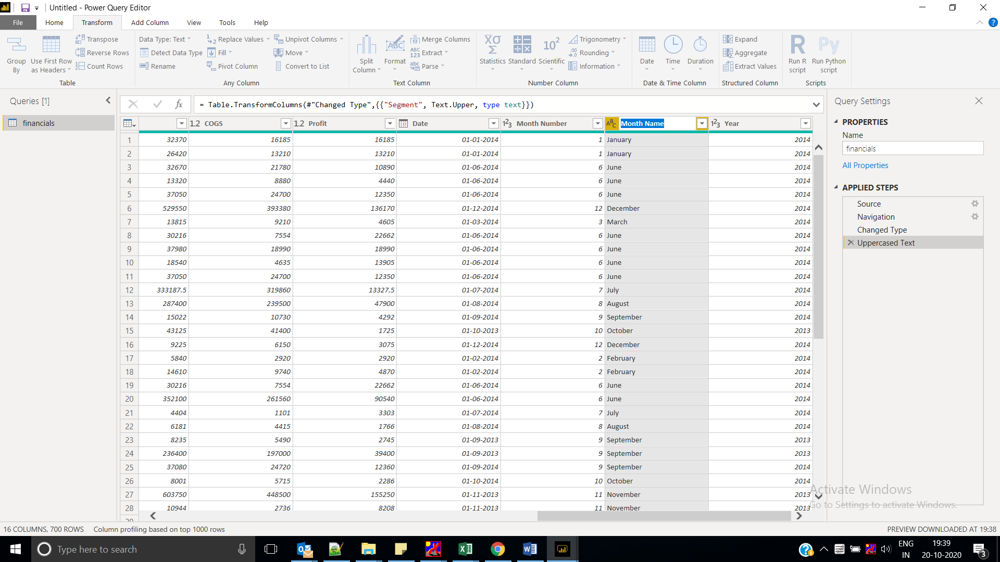 Untitled - Power Query Editor
File Home Transform Add Column View Tools Help
Group By
Use First Row as Headers
Transpose
Reverse Rows
Count Rows
Table
Data Type: Text
Detect Data Type
Rename
Replace Values
Fill
Pivot Column
Unpivot Columns
Move
Convert to List
Any Column
Split Column
Format
Merge Columns
Extract
Parse
Text Column
Statistics
Standard
Scientific
Trigonometry
Rounding
Information
Number Column
Date
Time
Duration
Date & Time Column
Expand
Aggregate
Extract Values
Structured Column
Run R script
Run Python script
Scripts
Queries [1]
financials
fx = Table.TransformColumns(#"Changed Type",{{"Segment", Text.Upper, type text}})
1.2 COGS 1.2 Profit Date 123 Month Number ABC Month Name 123 Year
1 32370 16185 16185 01-01-2014 1 January 2014
2 26420 13210 13210 01-01-2014 1 January 2014
3 32670 21780 10890 01-06-2014 6 June 2014
4 13320 8880 4440 01-06-2014 6 June 2014
5 37050 24700 12350 01-06-2014 6 June 2014
6 529550 393380 136170 01-12-2014 12 December 2014
7 13815 9210 4605 01-03-2014 3 March 2014
8 30216 7554 22662 01-06-2014 6 June 2014
9 37980 18990 18990 01-06-2014 6 June 2014
10 18540 4635 13905 01-06-2014 6 June 2014
11 37050 24700 12350 01-06-2014 6 June 2014
12 333187.5 319860 13327.5 01-07-2014 7 July 2014
13 287400 239500 47900 01-08-2014 8 August 2014
14 15022 10730 4292 01-09-2014 9 September 2014
15 43125 41400 1725 01-10-2013 10 October 2013
16 9225 6150 3075 01-12-2014 12 December 2014
17 5840 2920 2920 01-02-2014 2 February 2014
18 14610 9740 4870 01-02-2014 2 February 2014
19 30216 7554 22662 01-06-2014 6 June 2014
20 352100 261560 90540 01-06-2014 6 June 2014
21 4404 1101 3303 01-07-2014 7 July 2014
22 6181 4415 1766 01-08-2014 8 August 2014
23 8235 5490 2745 01-09-2013 9 September 2013
24 236400 197000 39400 01-09-2013 9 September 2013
25 37080 24720 12360 01-09-2014 9 September 2014
26 8001 5715 2286 01-10-2014 10 October 2014
27 603750 448500 155250 01-11-2013 11 November 2013
28 10944 2736 8208 01-11-2013 11 November 2013
Query Settings
PROPERTIES
Name
financials
All Properties
APPLIED STEPS
Source
Navigation
Changed Type
Uppercased Text
Activate Windows
Go to Settings to activate Windows.
16 COLUMNS, 700 ROWS Column profiling based on top 1000 rows
PREVIEW DOWNLOADED AT 19:38
Type here to search
ENG
IN
19:39
20-10-2020
3